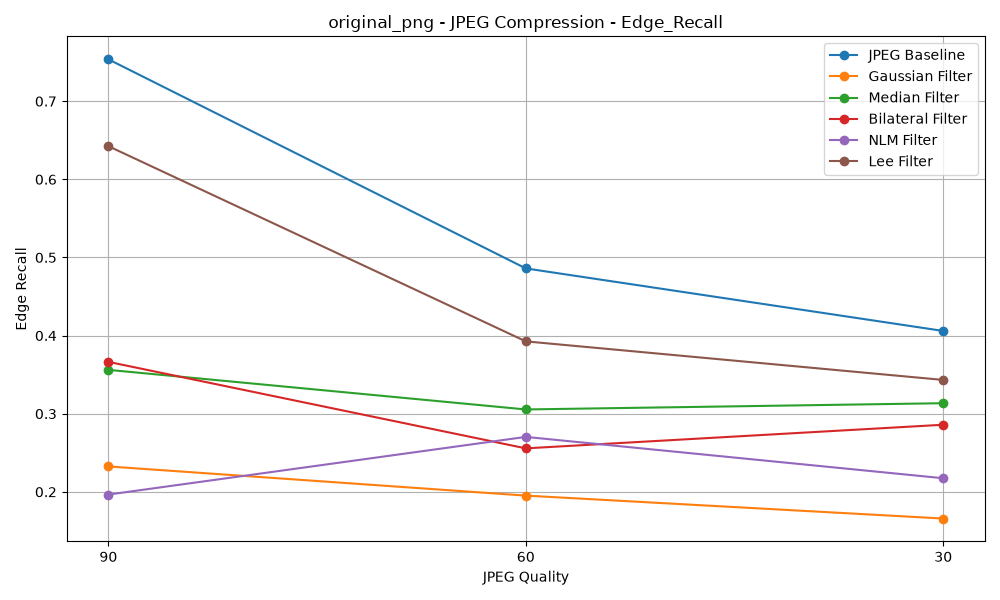 original_png - JPEG Compression - Edge_Recall
JPEG Baseline
Gaussian Filter
Median Filter
Bilateral Filter
NLM Filter
Lee Filter
0.7
0.6
0.5
0.4
0.3
0.2
Edge Recall
90
60
30
JPEG Quality